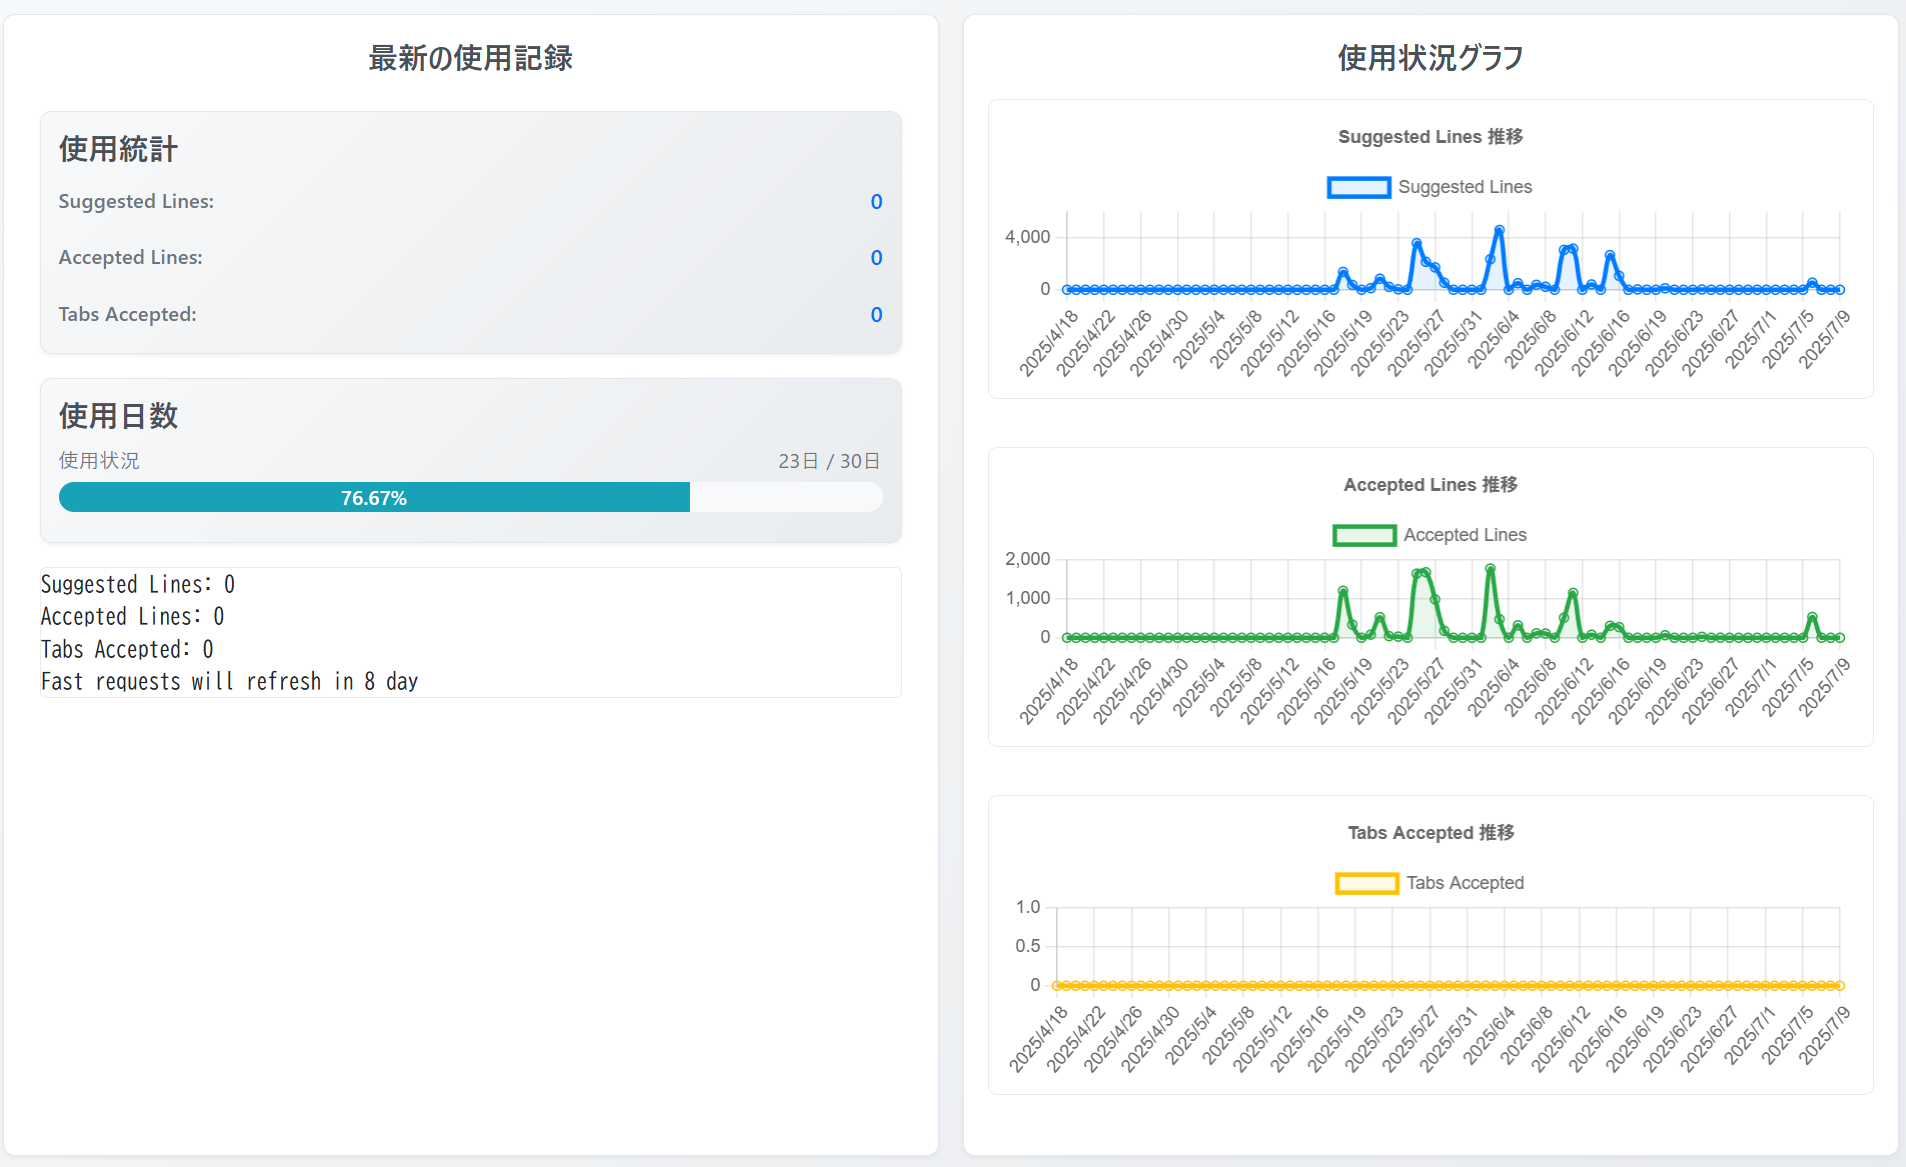 最新の使用記録
使用統計
Suggested Lines: 0
Accepted Lines: 0
Tabs Accepted: 0
使用日数
使用状況 23日 / 30日
76.67%
Suggested Lines: 0
Accepted Lines: 0
Tabs Accepted: 0
Fast requests will refresh in 8 day
使用状況グラフ
Suggested Lines 推移
Suggested Lines
4,000
0
2025/4/18 2025/4/22 2025/4/26 2025/4/30 2025/5/4 2025/5/8 2025/5/12 2025/5/16 2025/5/19 2025/5/23 2025/5/27 2025/5/31 2025/6/4 2025/6/8 2025/6/12 2025/6/16 2025/6/19 2025/6/23 2025/6/27 2025/7/1 2025/7/5 2025/7/9
Accepted Lines 推移
Accepted Lines
2,000
1,000
0
2025/4/18 2025/4/22 2025/4/26 2025/4/30 2025/5/4 2025/5/8 2025/5/12 2025/5/16 2025/5/19 2025/5/23 2025/5/27 2025/5/31 2025/6/4 2025/6/8 2025/6/12 2025/6/16 2025/6/19 2025/6/23 2025/6/27 2025/7/1 2025/7/5 2025/7/9
Tabs Accepted 推移
Tabs Accepted
1.0
0.5
0
2025/4/18 2025/4/22 2025/4/26 2025/4/30 2025/5/4 2025/5/8 2025/5/12 2025/5/16 2025/5/19 2025/5/23 2025/5/27 2025/5/31 2025/6/4 2025/6/8 2025/6/12 2025/6/16 2025/6/19 2025/6/23 2025/6/27 2025/7/1 2025/7/5 2025/7/9